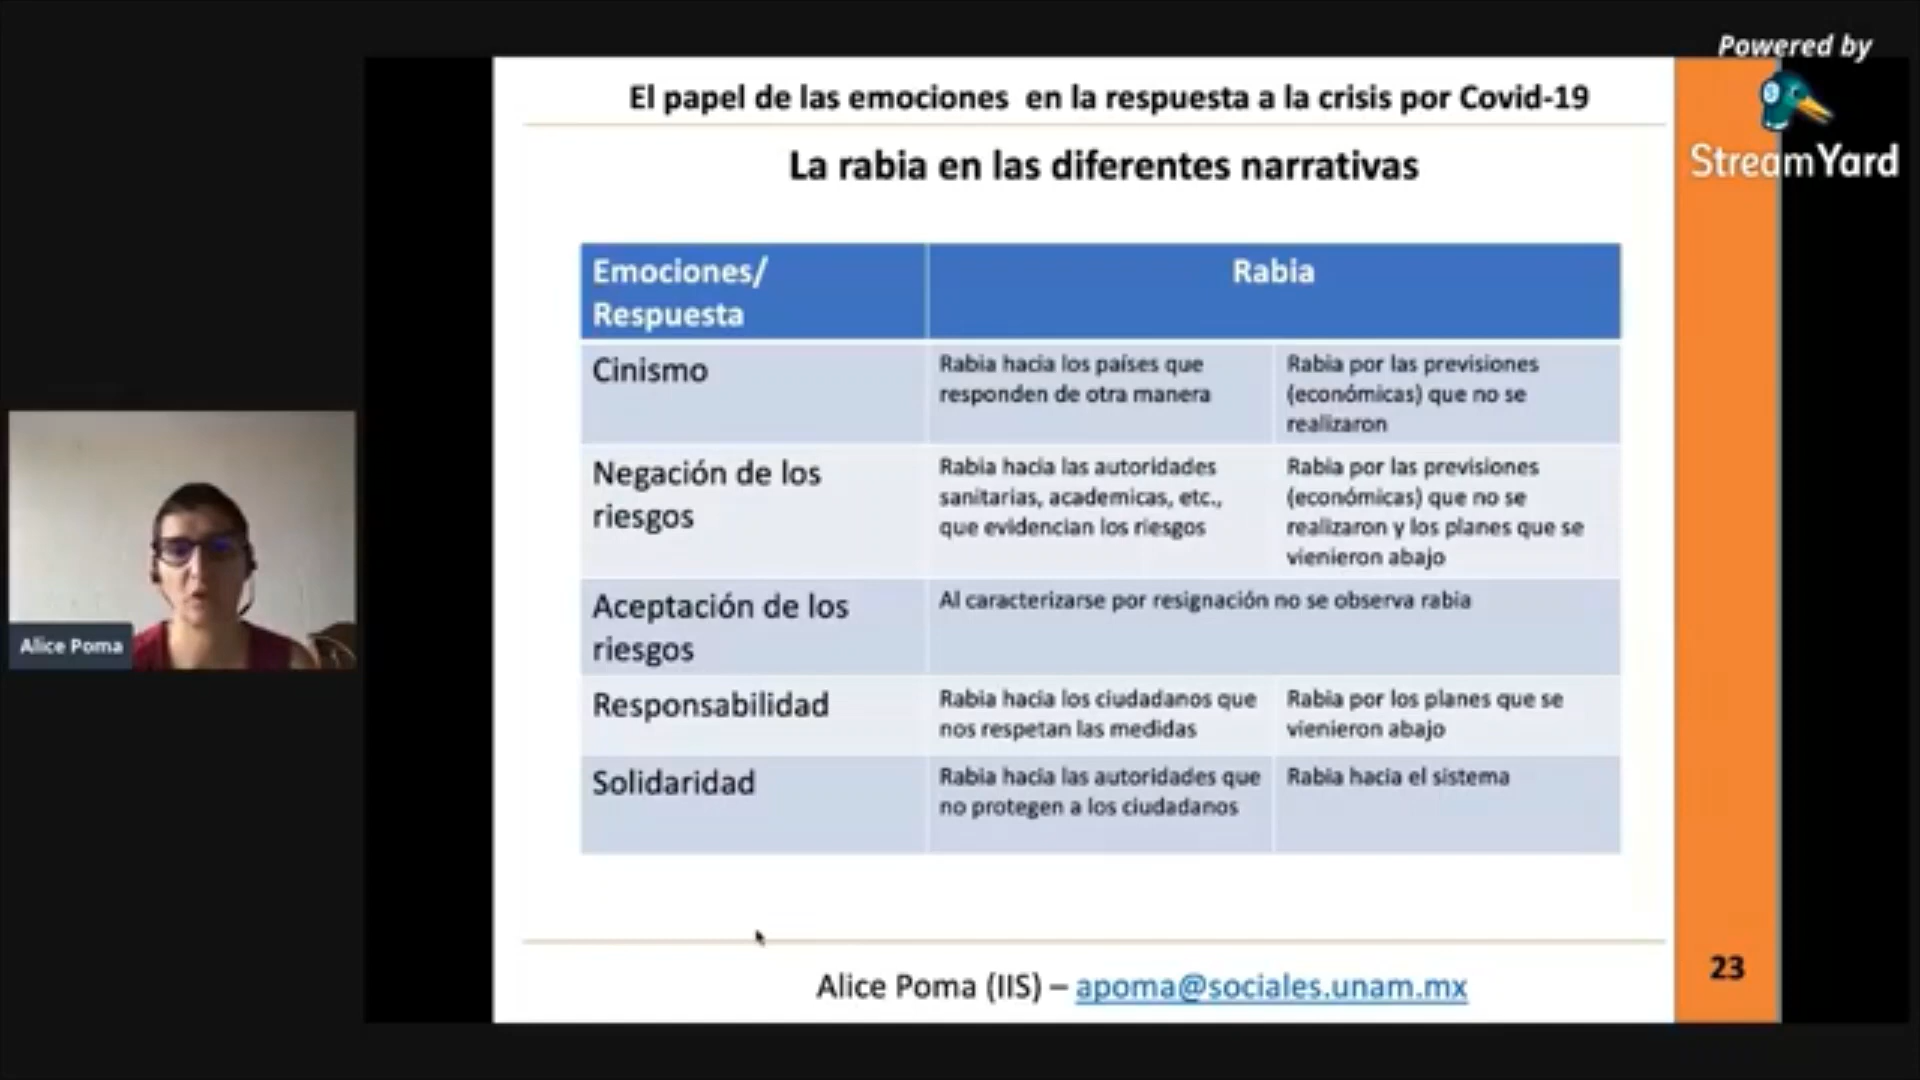 Powered by
StreamYard
El papel de las emociones en la respuesta a la crisis por Covid-19
La rabia en las diferentes narrativas
Emociones/
Respuesta
Rabia
Cinismo
Rabia hacia los países que
responden de otra manera
Rabia por las previsiones
(económicas) que no se
realizaron
Negación de los
riesgos
Rabia hacia las autoridades
sanitarias, academicas, etc.,
que evidencian los riesgos
Rabia por las previsiones
(económicas) que no se
realizaron y los planes que se
vienieron abajo
Aceptación de los
riesgos
Al caracterizarse por resignación no se observa rabia
Responsabilidad
Rabia hacia los ciudadanos que
nos respetan las medidas
Rabia por los planes que se
vienieron abajo
Solidaridad
Rabia hacia las autoridades que
no protegen a los ciudadanos
Rabia hacia el sistema
Alice Poma
23
Alice Poma (IIS) – apoma@sociales.unam.mx